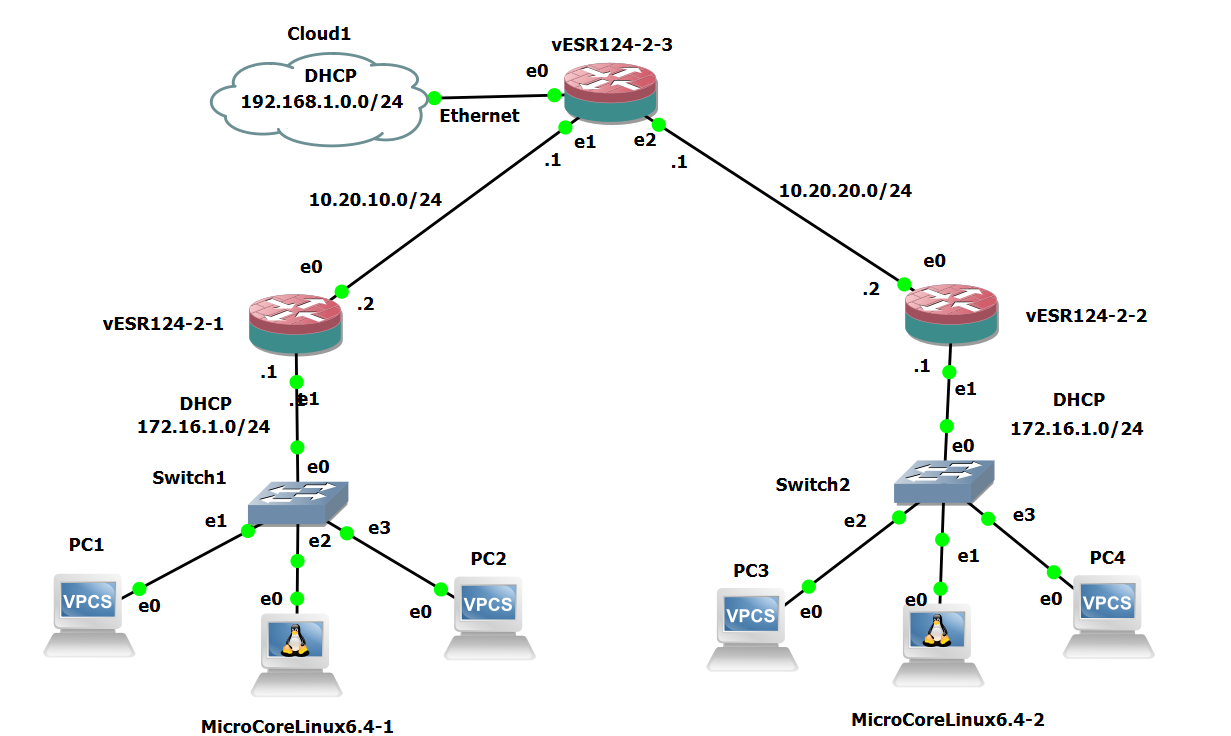 Cloud1
DHCP
192.168.1.0.0/24
Ethernet
e0
vESR124-2-3
e1
.1
e2
.1
10.20.10.0/24
10.20.20.0/24
e0
.2
vESR124-2-1
.1
.1
e1
DHCP
172.16.1.0/24
e0
Switch1
e1
e2
e3
PC1
VPCS
e0
e0
MicroCoreLinux6.4-1
PC2
VPCS
e0
e0
.2
vESR124-2-2
.1
e1
DHCP
172.16.1.0/24
e0
Switch2
e2
e1
e3
PC3
VPCS
e0
e0
MicroCoreLinux6.4-2
PC4
VPCS
e0